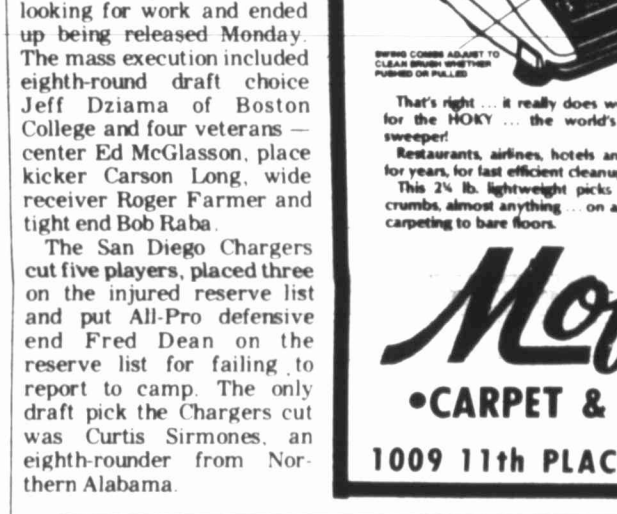 looking for work and ended
up being released Monday.
The mass execution included
eighth-round draft choice
Jeff Dziama of Boston
College and four veterans —
center Ed McGlasson, place
kicker Carson Long, wide
receiver Roger Farmer and
tight end Bob Raba.
The San Diego Chargers
cut five players, placed three
on the injured reserve list
and put All-Pro defensive
end Fred Dean on the
reserve list for failing to
report to camp. The only
draft pick the Chargers cut
was Curtis Sirmones, an
eighth-rounder from Nor-
thern Alabama.
SWING COMBS ADJUST TO
CLEAN BRUSH WHETHER
PUSHED OR PULLED
That's right ... it really does
for the HOKY ... the world's
sweeper!
Restaurants, airlines, hotels
for years, for fast efficient
This 2¼ lb. lightweight picks
crumbs, almost anything ... on
carpeting to bare floors.
•CARPET &
1009 11th PLAC